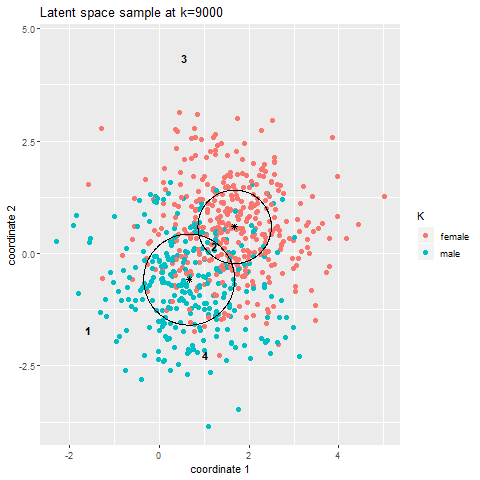 Latent space sample at k=9000
5.0
2.5
0.0
-2.5
coordinate 2
3
2
1
4
-2
0
2
4
coordinate 1
K
female
male